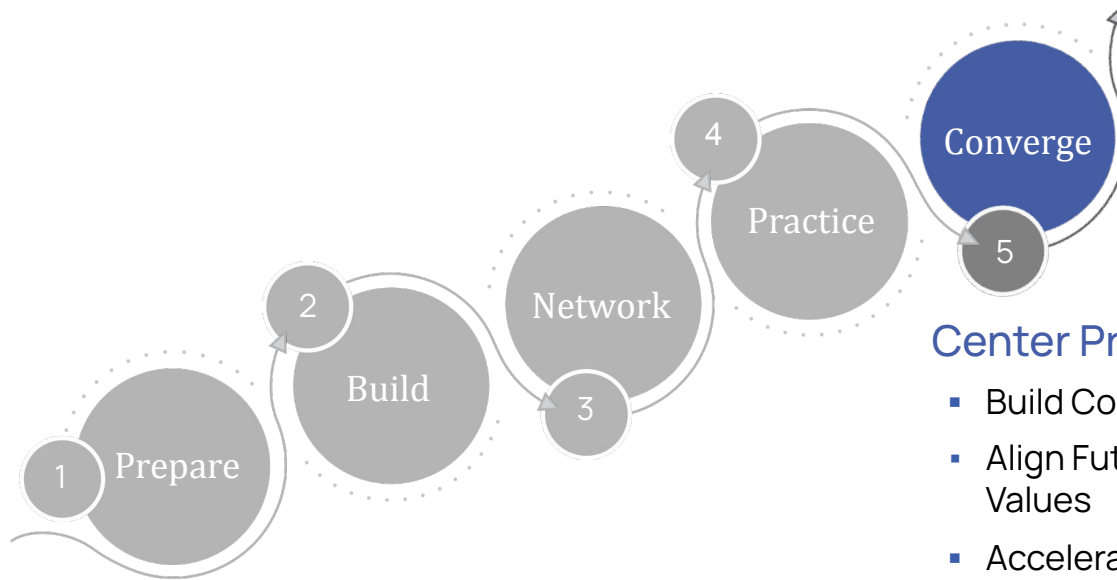 1
Prepare
2
Build
Network
3
4
Practice
Converge
5
Center Pr
Build Co
Align Fut
Values
Accelera